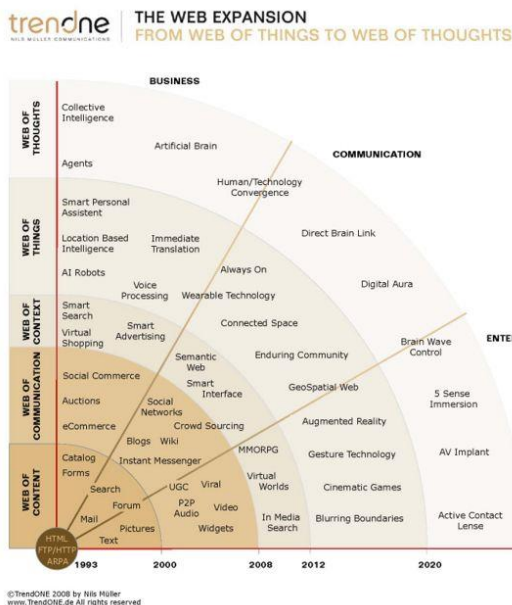 trendone
NILS MÜLLER COMMUNICATIONS
THE WEB EXPANSION
FROM WEB OF THINGS TO WEB OF THOUGHTS
BUSINESS
COMMUNICATION
ENTE
WEB OF
THOUGHTS
Collective
Intelligence
Artificial Brain
Agents
Human/Technology
Convergence
Direct Brain Link
Digital Aura
Brain Wave
Control
5 Sense
Immersion
AV Implant
Active Contact
Lense
WEB OF
THINGS
Smart Personal
Assistent
Location Based
Intelligence
Immediate
Translation
AI Robots
Voice
Processing
Always On
Wearable Technology
Connected Space
Enduring Community
GeoSpatial Web
Augmented Reality
Gesture Technology
Cinematic Games
Blurring Boundaries
WEB OF
CONTEXT
Smart
Search
Virtual
Shopping
Smart
Advertising
Semantic
Web
Smart
Interface
MMORPG
Virtual
Worlds
In Media
Search
WEB OF
COMMUNICATION
Social Commerce
Auctions
eCommerce
Social
Networks
Crowd Sourcing
Blogs
Wiki
Instant Messenger
UGC
Viral
P2P
Audio
Video
Widgets
WEB OF
CONTENT
Catalog
Forms
Search
Forum
Mail
Pictures
Text
HTML
FTP/HTTP
ARPA
1993
2000
2008
2012
2020
©TrendONE 2008 by Nils Müller
www.TrendONE.de All rights reserved